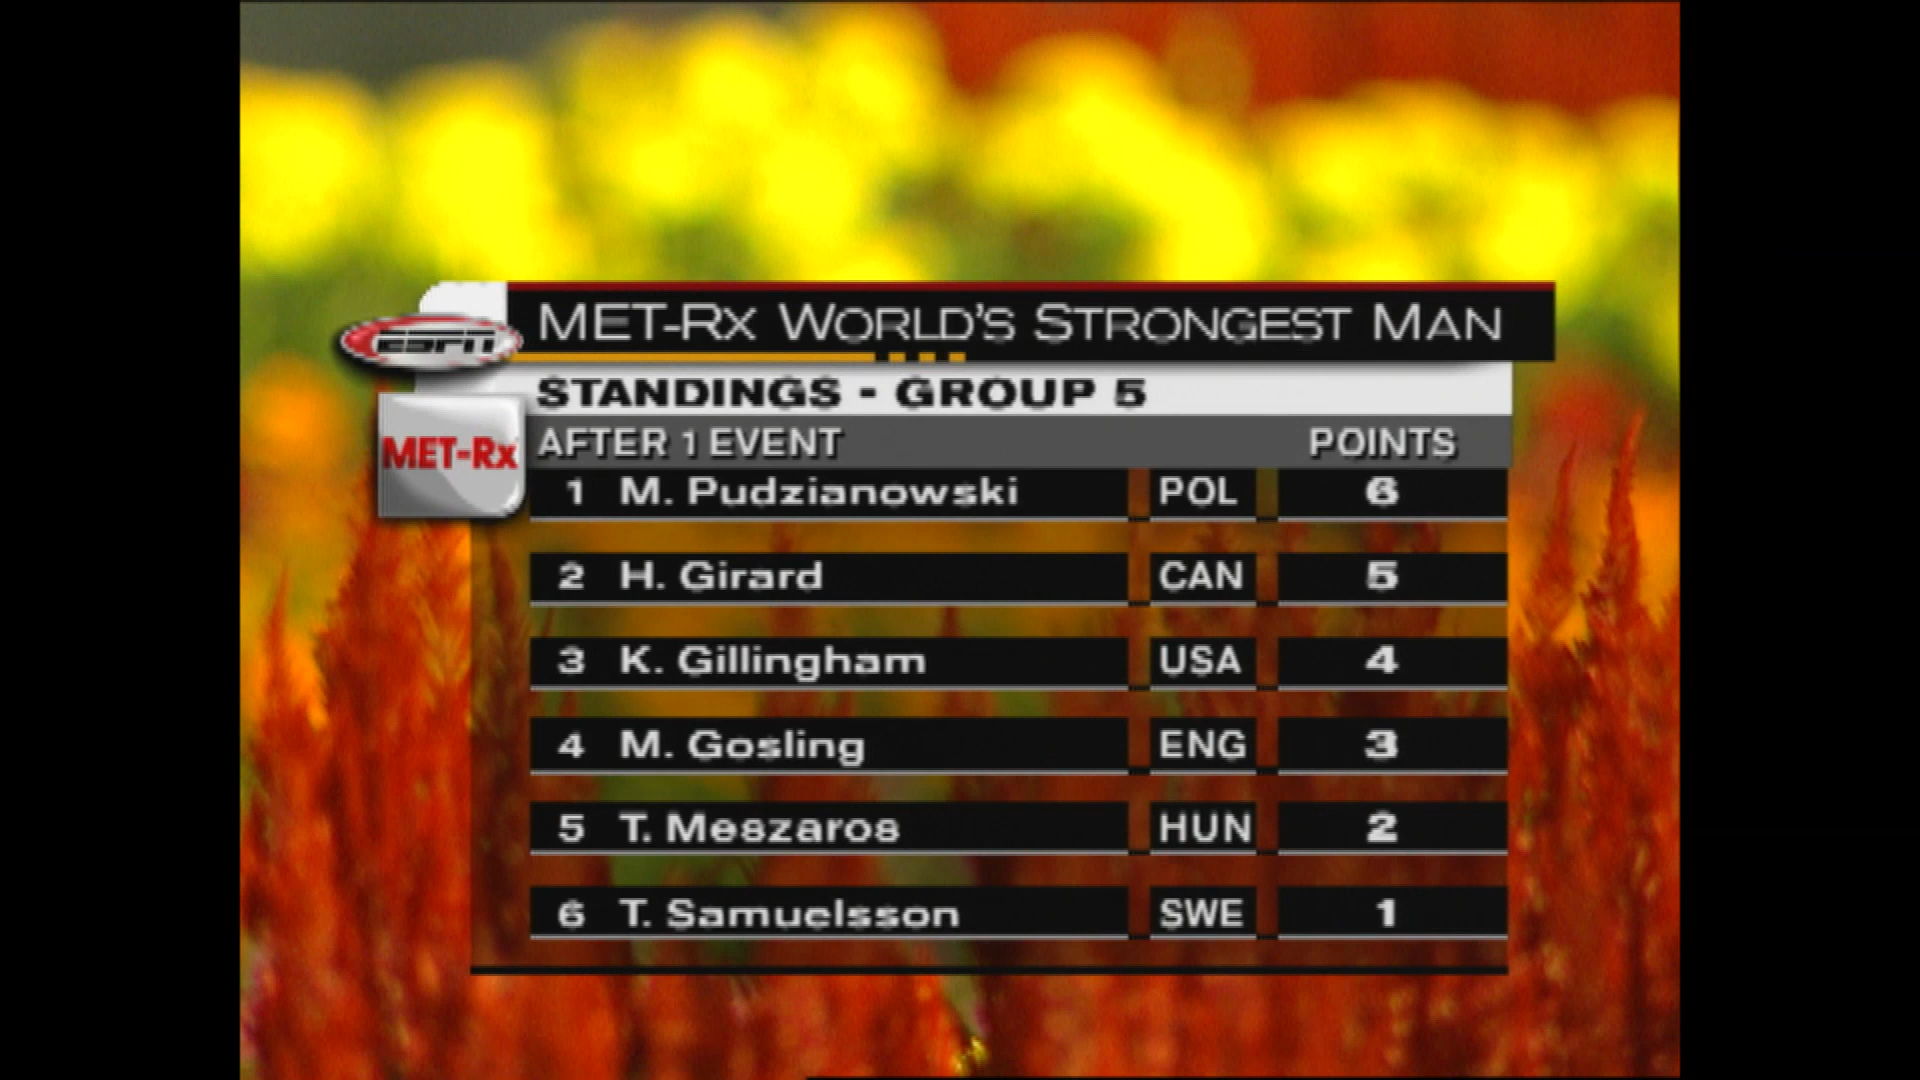 MET-Rx World's Strongest Man
ESPN
STANDINGS - GROUP 5
MET-Rx
AFTER 1 EVENT POINTS
1 M. Pudzianowski POL 6
2 H. Girard CAN 5
3 K. Gillingham USA 4
4 M. Gosling ENG 3
5 T. Meszaros HUN 2
6 T. Samuelsson SWE 1